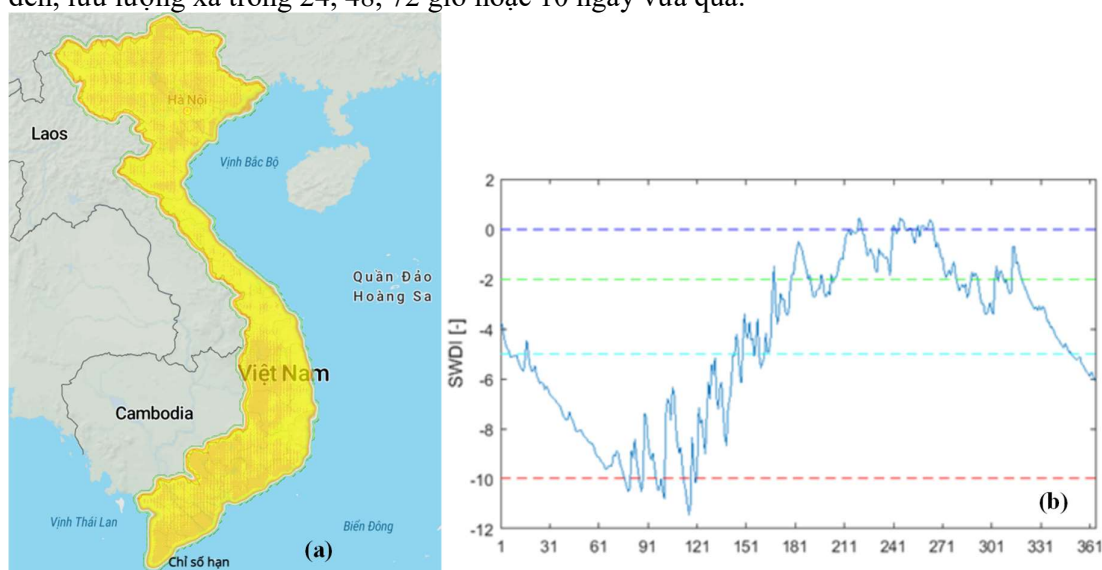 đến, lưu lượng xả trong 24, 48, 72 giờ hoặc 10 ngày vừa qua.
Hà Nội
Laos
Vịnh Bắc Bộ
Quần Đảo
Hoàng Sa
Việt Nam
Cambodia
Vịnh Thái Lan
Biển Đông
Chỉ số hạn
(a)
2
0
-2
-4
-6
-8
-10
-12
SWDI [-]
(b)
1 31 61 91 121 151 181 211 241 271 301 331 361